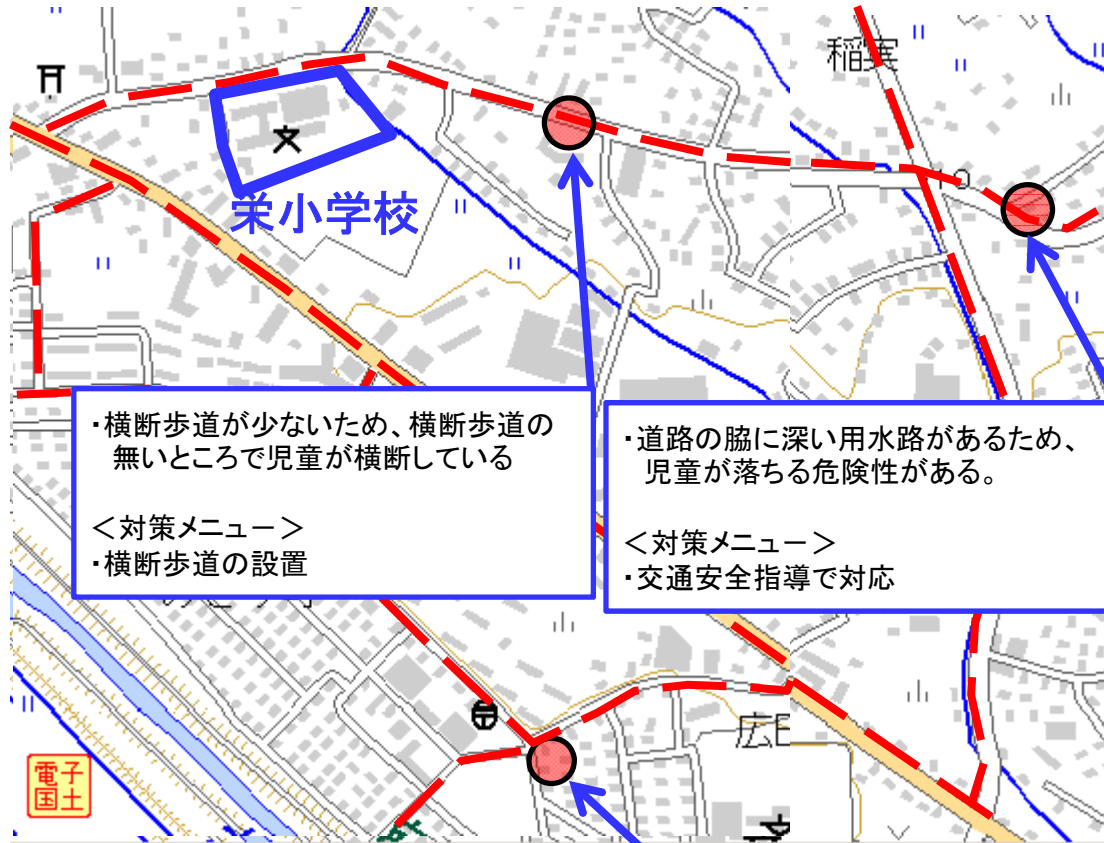 稲実
栄小学校
・横断歩道が少ないため、横断歩道の
無いところで児童が横断している
＜対策メニュー＞
・横断歩道の設置
・道路の脇に深い用水路があるため、
児童が落ちる危険性がある。
＜対策メニュー＞
・交通安全指導で対応
電子
国土